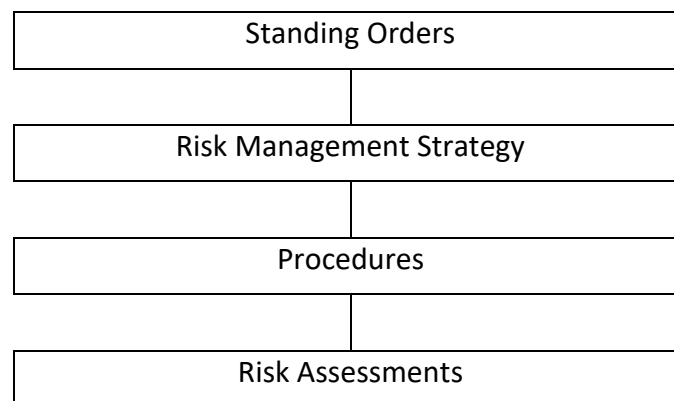 Standing Orders
Risk Management Strategy
Procedures
Risk Assessments